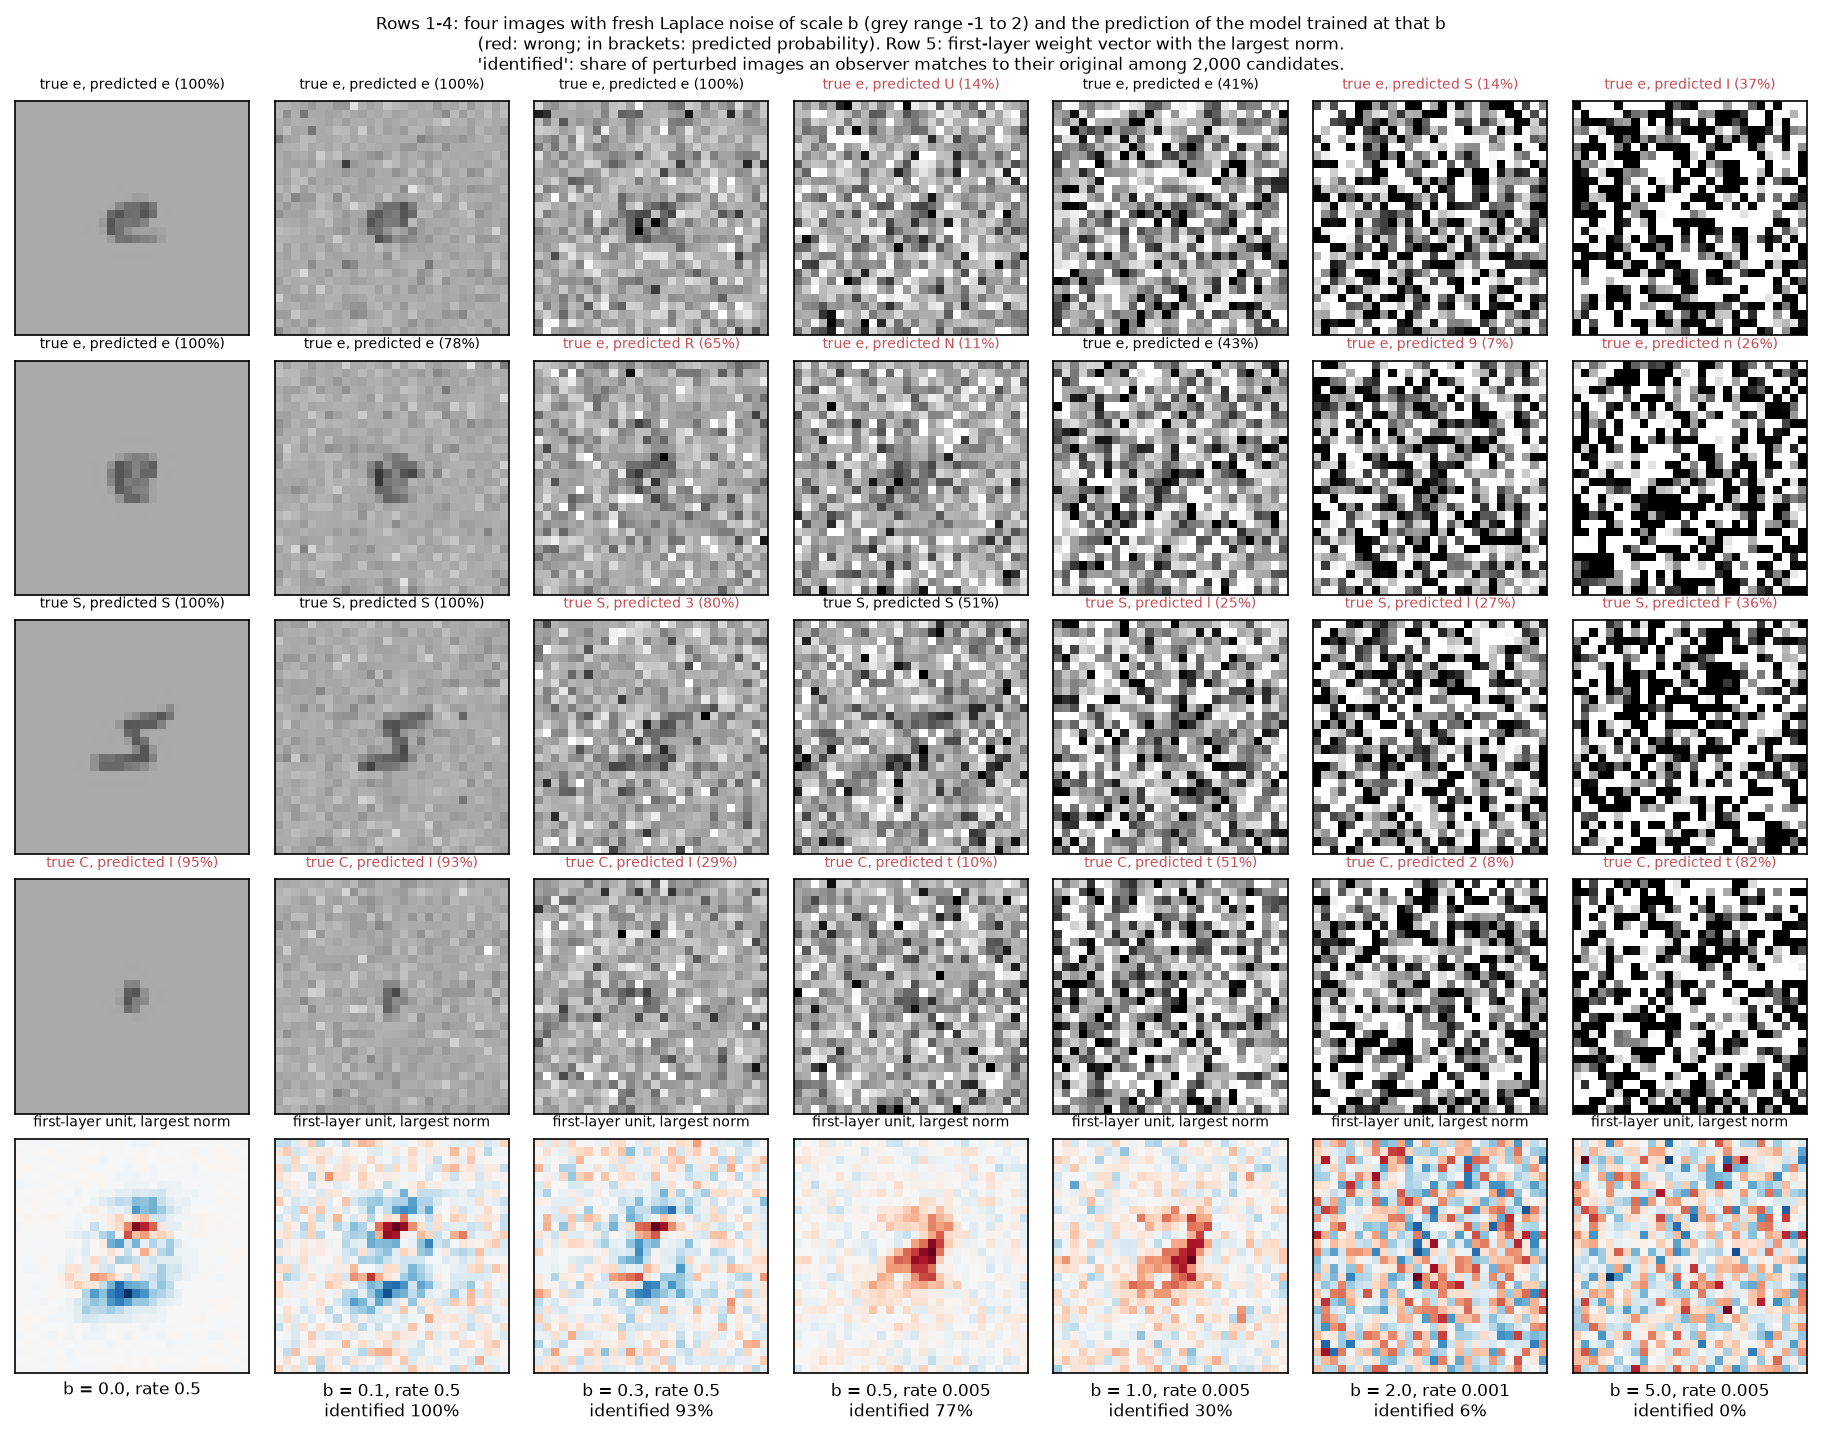 Rows 1-4: four images with fresh Laplace noise of scale b (grey range -1 to 2) and the prediction of the model trained at that b
(red: wrong; in brackets: predicted probability). Row 5: first-layer weight vector with the largest norm.
'identified': share of perturbed images an observer matches to their original among 2,000 candidates.
true e, predicted e (100%) true e, predicted e (100%) true e, predicted e (100%) true e, predicted U (14%) true e, predicted e (41%) true e, predicted S (14%) true e, predicted I (37%)
true e, predicted e (100%) true e, predicted e (78%) true e, predicted R (65%) true e, predicted N (11%) true e, predicted e (43%) true e, predicted 9 (7%) true e, predicted n (26%)
true S, predicted S (100%) true S, predicted S (100%) true S, predicted 3 (80%) true S, predicted S (51%) true S, predicted l (25%) true S, predicted l (27%) true S, predicted F (36%)
true C, predicted I (95%) true C, predicted I (93%) true C, predicted I (29%) true C, predicted t (10%) true C, predicted t (51%) true C, predicted 2 (8%) true C, predicted t (82%)
first-layer unit, largest norm first-layer unit, largest norm first-layer unit, largest norm first-layer unit, largest norm first-layer unit, largest norm first-layer unit, largest norm first-layer unit, largest norm
b = 0.0, rate 0.5 b = 0.1, rate 0.5 b = 0.3, rate 0.5 b = 0.5, rate 0.005 b = 1.0, rate 0.005 b = 2.0, rate 0.001 b = 5.0, rate 0.005
identified 100% identified 93% identified 77% identified 30% identified 6% identified 0%